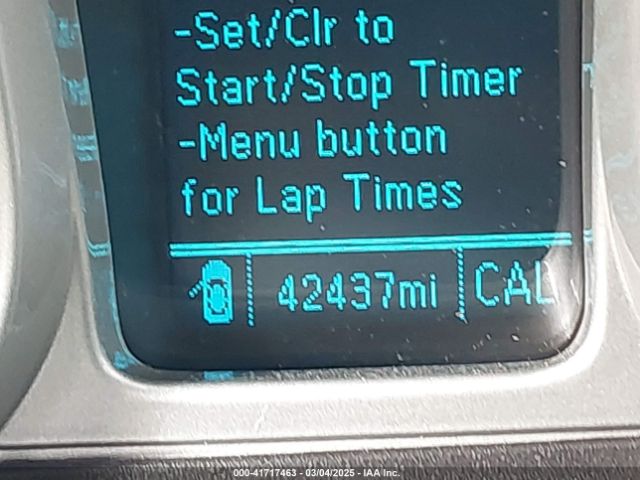 -Set/Clr to
Start/Stop Timer
-Menu button
for Lap Times
42437mi CAL
000-41717463 - 03/04/2025 - IAA Inc.